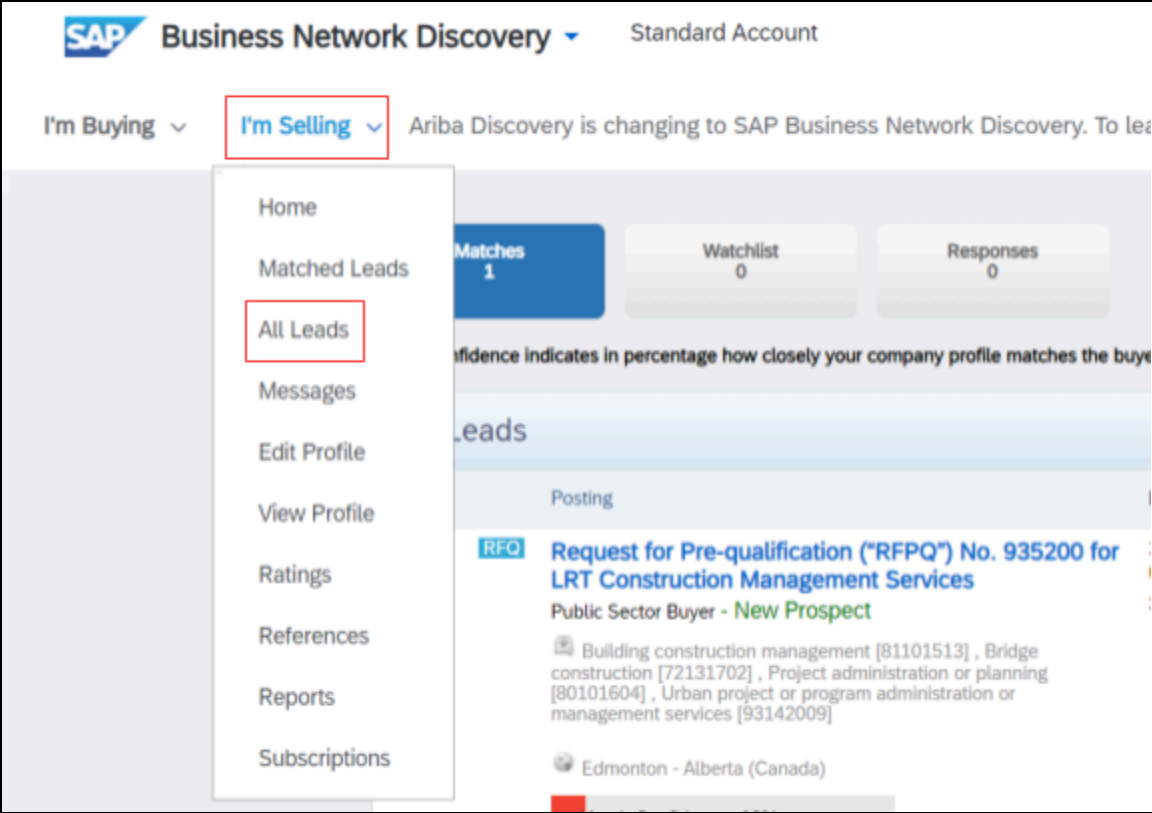 SAP Business Network Discovery Standard Account
I'm Buying I'm Selling Ariba Discovery is changing to SAP Business Network Discovery. To
Home
Matched Leads
All Leads
Messages
Edit Profile
View Profile
Ratings
References
Reports
Subscriptions
Matches
1
Watchlist
0
Responses
0
indicates in percentage how closely your company profile matches the
Leads
Posting
RFQ
Request for Pre-qualification ("RFPQ") No. 935200 for
LRT Construction Management Services
Public Sector Buyer - New Prospect
Building construction management [81101513] , Bridge
construction [72131702] , Project administration or planning
[80101604] , Urban project or program administration or
management services [93142009]
Edmonton - Alberta (Canada)